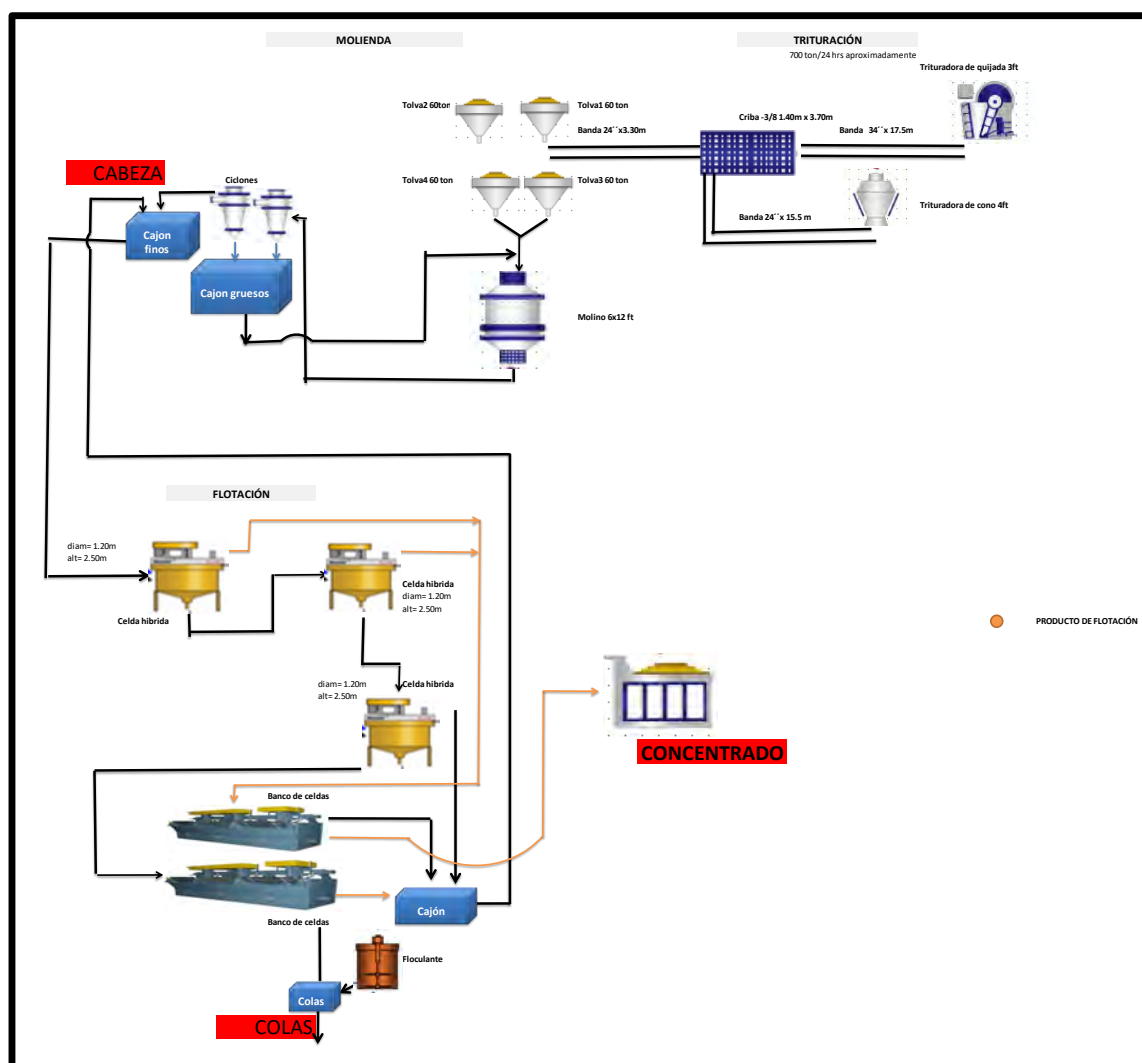 MOLIENDA
TRITURACIÓN
700 ton/24 hrs aproximadamente
Trituradora de quijada 3ft
Tolva2 60ton
Tolva1 60 ton
Criba -3/8 1.40m x 3.70m
Banda 24´´x3.30m
Banda 34´´x 17.5m
CABEZA
Ciclones
Tolva4 60 ton
Tolva3 60 ton
Trituradora de cono 4ft
Banda 24´´x 15.5 m
Cajon
finos
Cajon gruesos
Molino 6x12 ft
FLOTACIÓN
diam= 1.20m
alt= 2.50m
Celda hibrida
diam= 1.20m
alt= 2.50m
Celda hibrida
PRODUCTO DE FLOTACIÓN
diam= 1.20m
alt= 2.50m
Celda hibrida
CONCENTRADO
Banco de celdas
Cajón
Banco de celdas
Floculante
Colas
COLAS